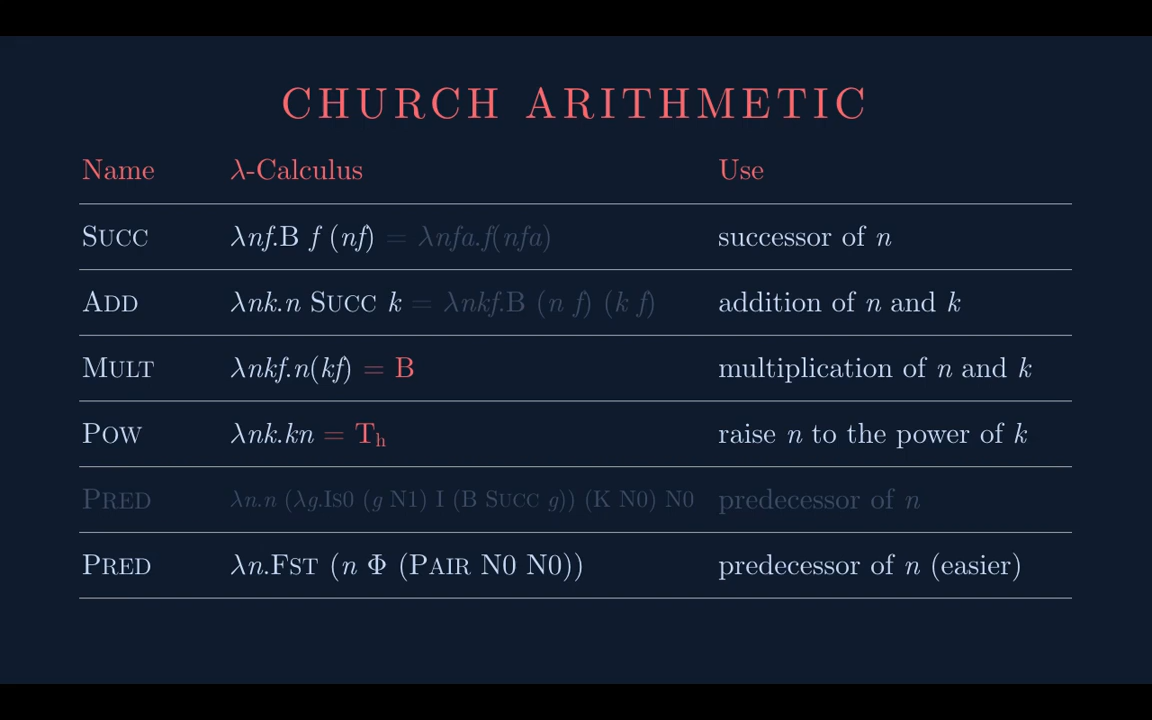 CHURCH ARITHMETIC
Name λ-Calculus Use
SUCC λnf.B f (nf) = λnfa.f(nfa) successor of n
ADD λnk.n SUCC k = λnkf.B (n f) (k f) addition of n and k
MULT λnkf.n(kf) = B multiplication of n and k
POW λnk.kn = Tₕ raise n to the power of k
PRED λn.n (λg.IS0 (g N1) I (B SUCC g)) (K N0) N0 predecessor of n
PRED λn.FST (n Φ (PAIR N0 N0)) predecessor of n (easier)